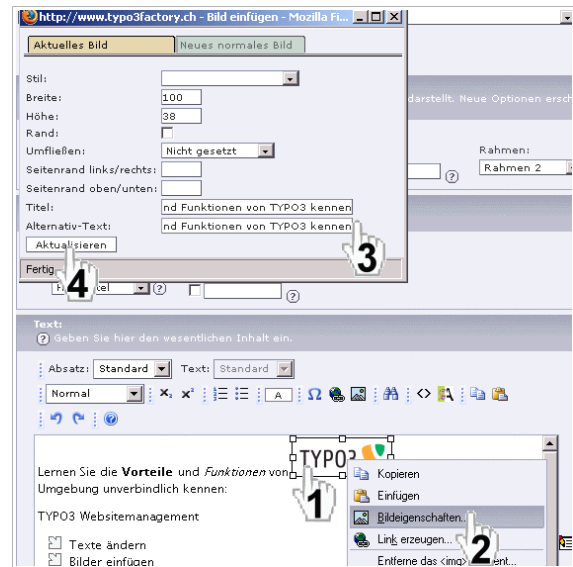 http://www.typo3factory.ch - Bild einfügen - Mozilla Fi...
Aktuelles Bild
Neues normales Bild
Stil:
Breite: 100
Höhe: 38
Rand:
Umfließen: Nicht gesetzt
Seitenrand links/rechts:
Seitenrand oben/unten:
Titel: nd Funktionen von TYPO3 kennen
Alternativ-Text: nd Funktionen von TYPO3 kennen
3
Aktualisieren
4
Fertig
darstellt. Neue Optionen ersch
Rahmen:
Rahmen 2
Text:
Geben Sie hier den wesentlichen Inhalt ein.
Absatz: Standard Text: Standard
Normal
TYPO3
Lernen Sie die Vorteile und Funktionen von
Umgebung unverbindlich kennen:
1
TYPO3 Websitemanagement
Texte ändern
Bilder einfügen
Kopieren
Einfügen
Bildeigenschaften...
Link erzeugen...
2
Entferne das <img>